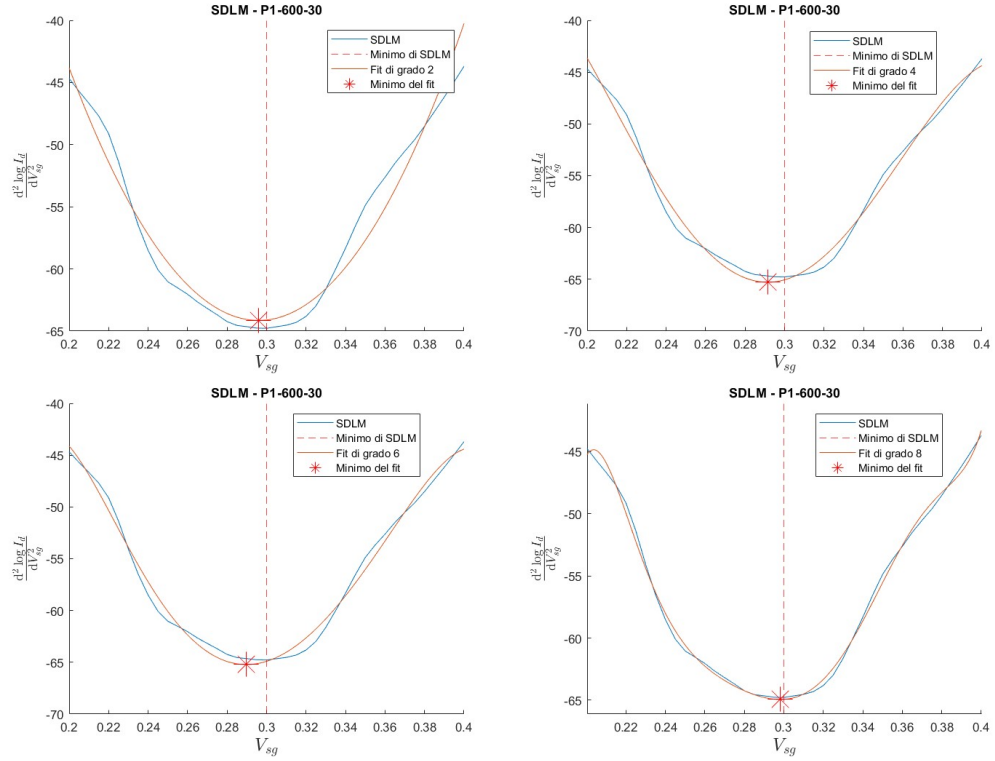 SDLM - P1-600-30
-40
-45
-50
-55
-60
-65
d² log I_d
dV²_sg
SDLM
Minimo di SDLM
Fit di grado 2
Minimo del fit
0.2 0.22 0.24 0.26 0.28 0.3 0.32 0.34 0.36 0.38 0.4
V_sg
SDLM - P1-600-30
-40
-45
-50
-55
-60
-65
-70
d² log I_d
dV²_sg
SDLM
Minimo di SDLM
Fit di grado 4
Minimo del fit
0.2 0.22 0.24 0.26 0.28 0.3 0.32 0.34 0.36 0.38 0.4
V_sg
SDLM - P1-600-30
-40
-45
-50
-55
-60
-65
-70
d² log I_d
dV²_sg
SDLM
Minimo di SDLM
Fit di grado 6
Minimo del fit
0.2 0.22 0.24 0.26 0.28 0.3 0.32 0.34 0.36 0.38 0.4
V_sg
SDLM - P1-600-30
-45
-50
-55
-60
-65
d² log I_d
dV²_sg
SDLM
Minimo di SDLM
Fit di grado 8
Minimo del fit
0.22 0.24 0.26 0.28 0.3 0.32 0.34 0.36 0.38 0.4
V_sg